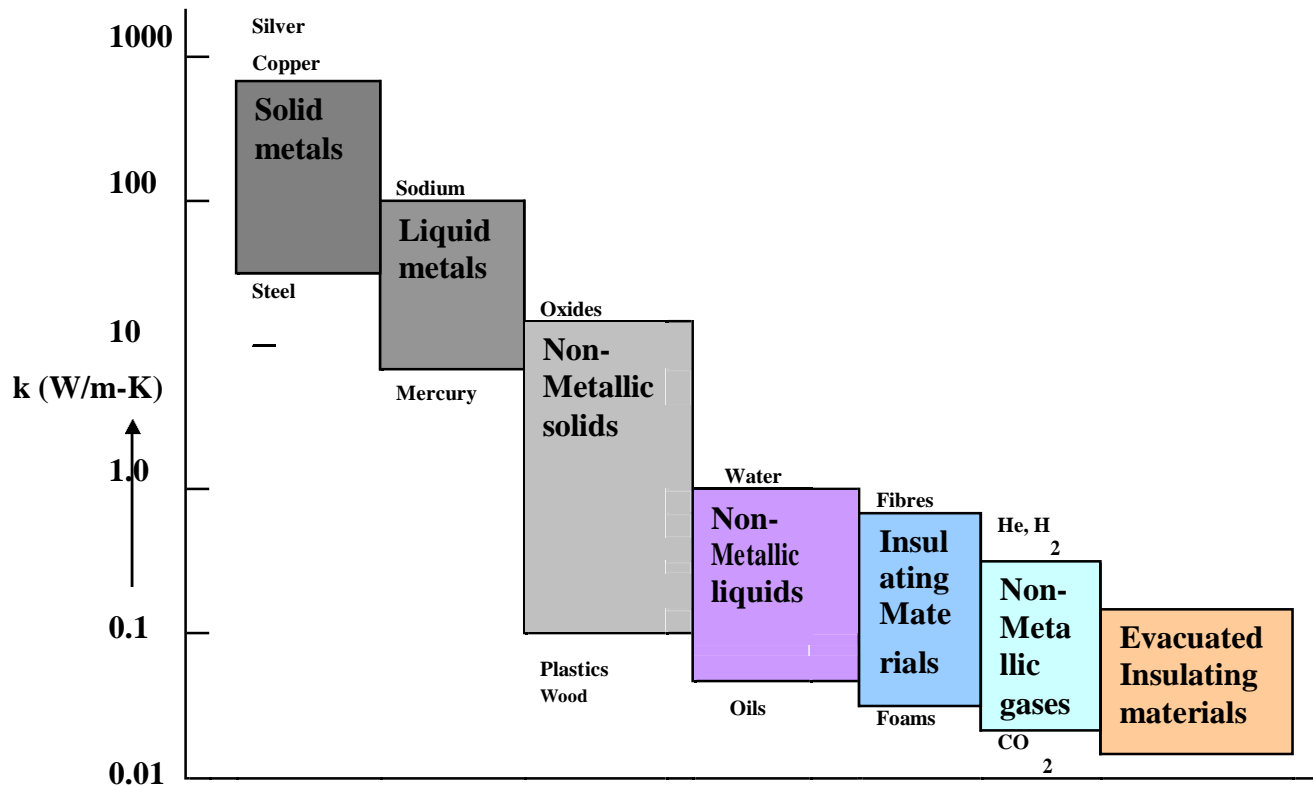 1000
100
10
k (W/m-K)
1.0
0.1
0.01
Silver
Copper
Solid
metals
Steel
Sodium
Liquid
metals
Mercury
Oxides
Non-
Metallic
solids
Plastics
Wood
Water
Non-
Metallic
liquids
Oils
Fibres
Insul
ating
Mate
rials
Foams
He, H
2
Non-
Meta
llic
gases
CO
2
Evacuated
Insulating
materials